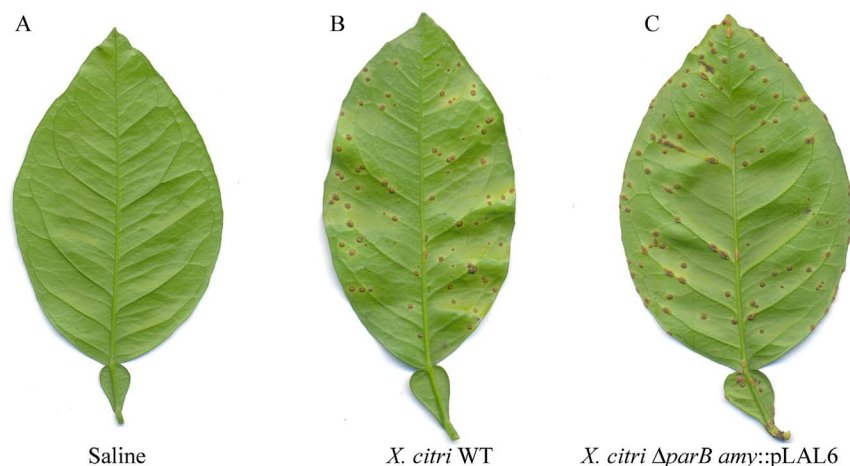 A
B
C
Saline
X. citri WT
X. citri ΔparB amy::pLAL6